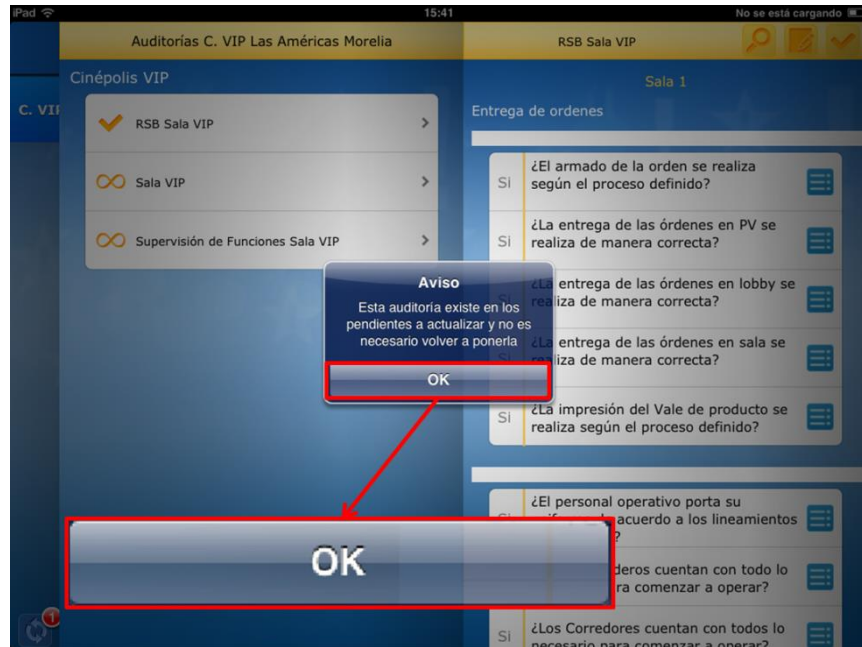 iPad
15:41
No se está cargando
Auditorías C. VIP Las Américas Morelia
RSB Sala VIP
Cinépolis VIP
C. VIP
RSB Sala VIP
Sala VIP
Supervisión de Funciones Sala VIP
Sala 1
Entrega de ordenes
Si
¿El armado de la orden se realiza
según el proceso definido?
Si
¿La entrega de las órdenes en PV se
realiza de manera correcta?
¿La entrega de las órdenes en lobby se
realiza de manera correcta?
¿La entrega de las órdenes en sala se
realiza de manera correcta?
Si
¿La impresión del Vale de producto se
realiza según el proceso definido?
¿El personal operativo porta su
acuerdo a los lineamientos
?
deros cuentan con todo lo
ra comenzar a operar?
Si
¿Los Corredores cuentan con todos lo
necesario para comenzar a operar?
Aviso
Esta auditoría existe en los
pendientes a actualizar y no es
necesario volver a ponerla
OK
OK
1